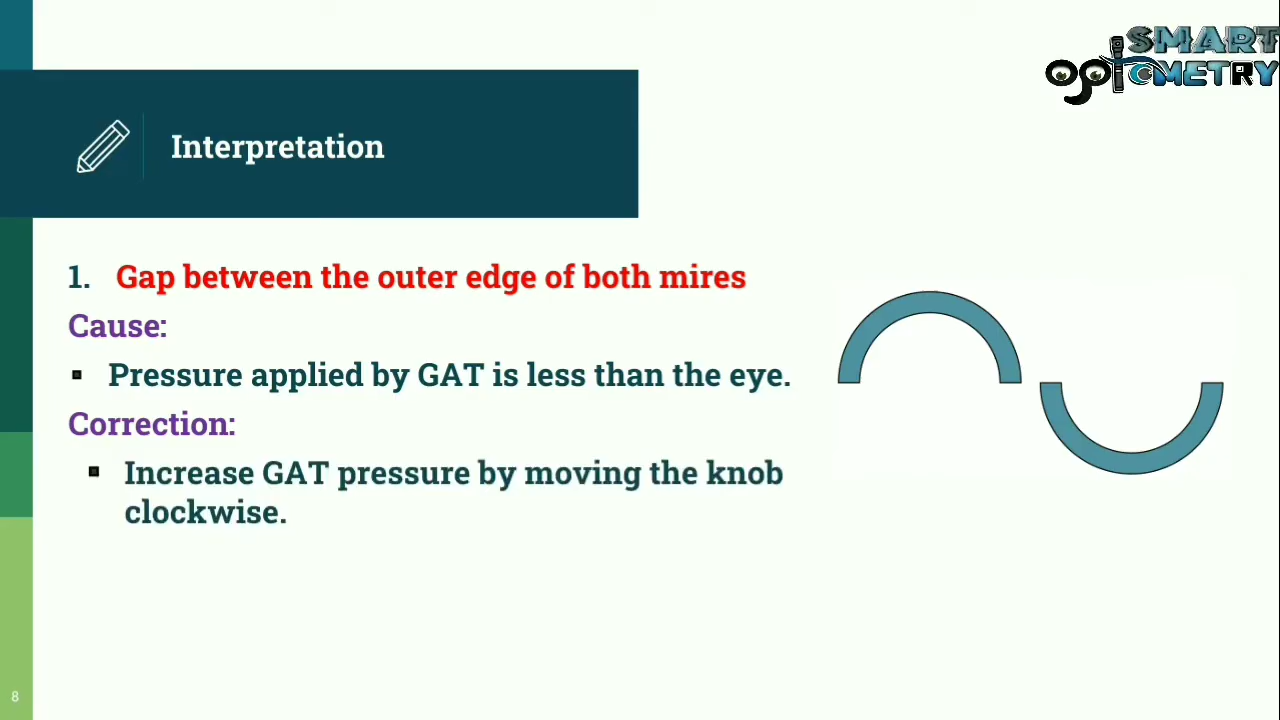 SMART
OptOMETRY
Interpretation
1. Gap between the outer edge of both mires
Cause:
▪ Pressure applied by GAT is less than the eye.
Correction:
▪ Increase GAT pressure by moving the knob
clockwise.
8